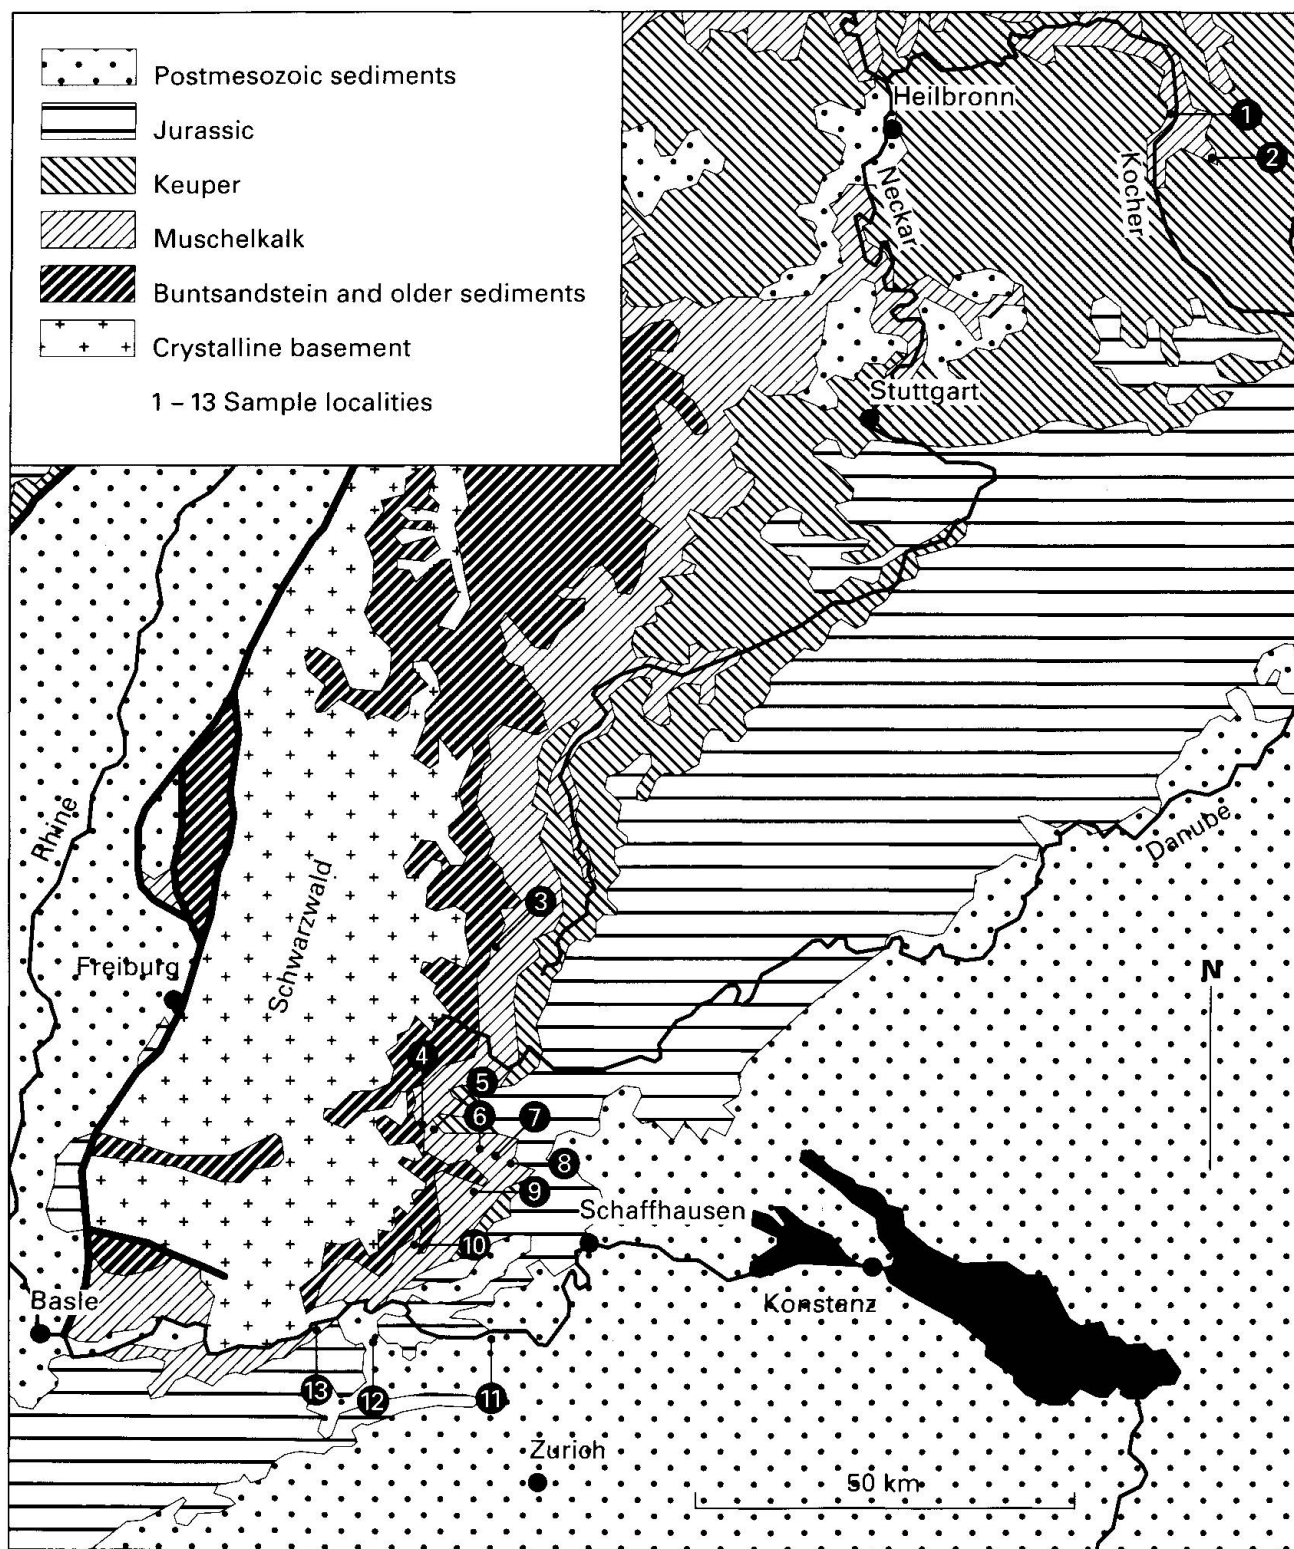 Postmesozoic sediments
Jurassic
Keuper
Muschelkalk
Buntsandstein and older sediments
Crystalline basement
1 – 13 Sample localities
Heilbronn
1
2
Kocher
Neckar
Stuttgart
Rhine
Danube
Schwarzwald
3
Freiburg
N
4
5
6
7
8
9
Schaffhausen
10
Konstanz
Basle
13
12
11
Zurich
50 km